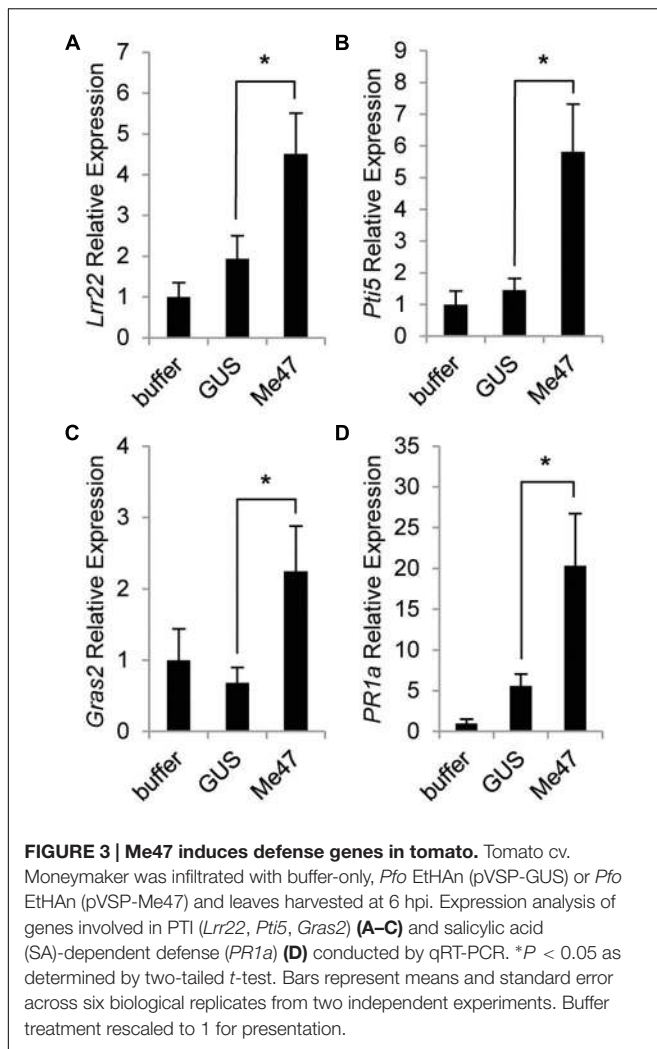 A
Lrr22 Relative Expression
7
6
5
4
3
2
1
0
*
buffer
GUS
Me47
B
Pti5 Relative Expression
9
8
7
6
5
4
3
2
1
0
*
buffer
GUS
Me47
C
Gras2 Relative Expression
4
3
2
1
0
*
buffer
GUS
Me47
D
PR1a Relative Expression
35
30
25
20
15
10
5
0
*
buffer
GUS
Me47
FIGURE 3 | Me47 induces defense genes in tomato. Tomato cv.
Moneymaker was infiltrated with buffer-only, Pfo EtHAn (pVSP-GUS) or Pfo
EtHAn (pVSP-Me47) and leaves harvested at 6 hpi. Expression analysis of
genes involved in PTI (Lrr22, Pti5, Gras2) (A–C) and salicylic acid
(SA)-dependent defense (PR1a) (D) conducted by qRT-PCR. *P < 0.05 as
determined by two-tailed t-test. Bars represent means and standard error
across six biological replicates from two independent experiments. Buffer
treatment rescaled to 1 for presentation.